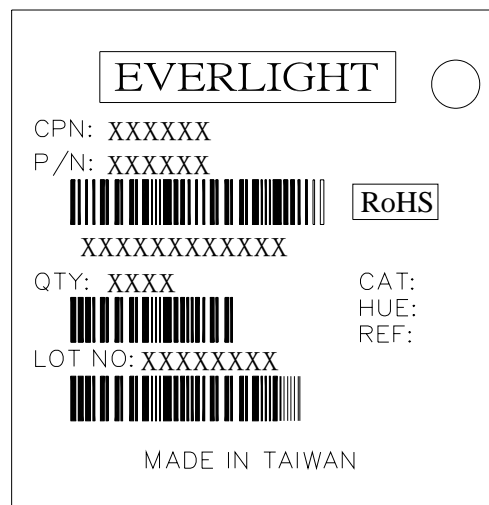 EVERLIGHT
CPN: XXXXXX
P/N: XXXXXX
RoHS
XXXXXXXXXXXX
QTY: XXXX
CAT:
HUE:
REF:
LOT NO: XXXXXXXX
MADE IN TAIWAN